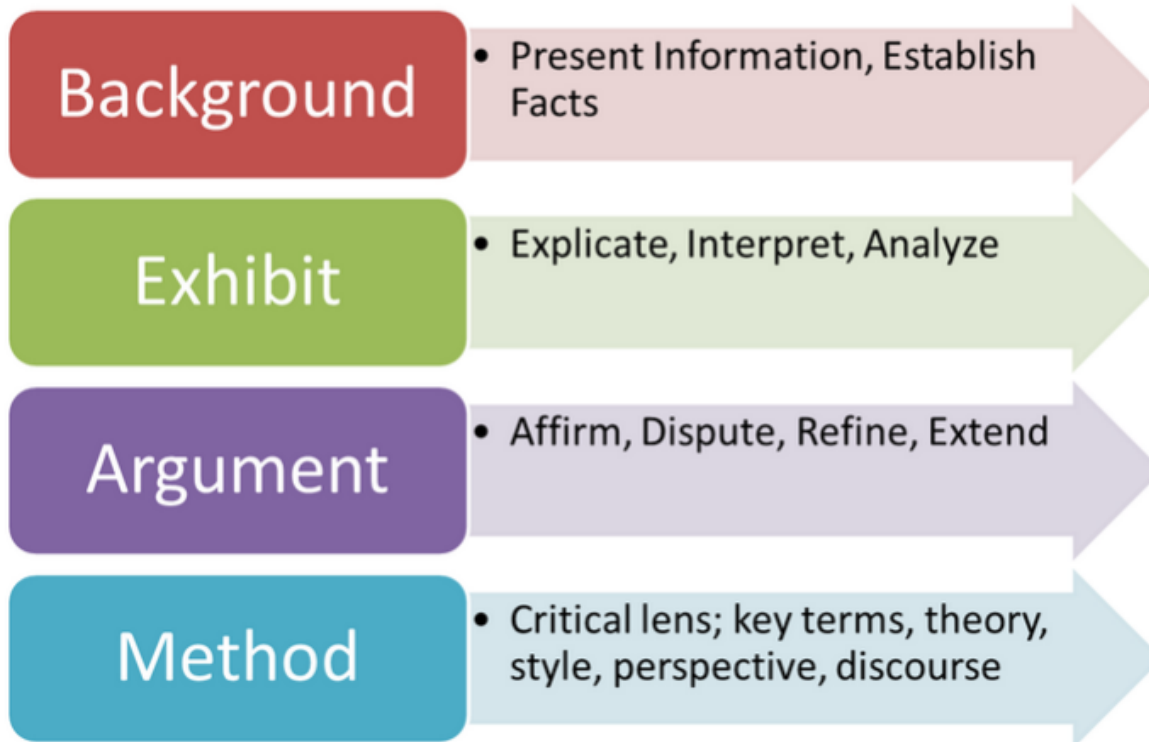 Background
• Present Information, Establish
Facts
Exhibit
• Explicate, Interpret, Analyze
Argument
• Affirm, Dispute, Refine, Extend
Method
• Critical lens; key terms, theory,
style, perspective, discourse